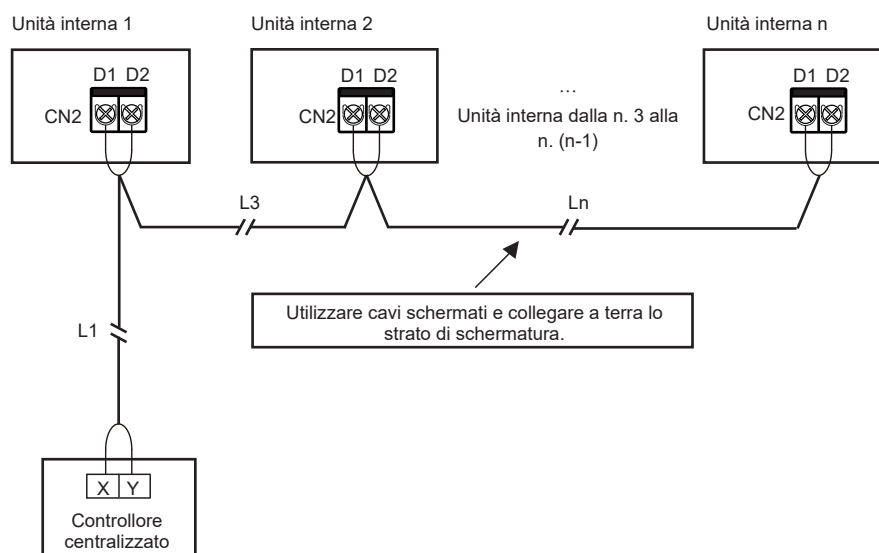 Unità interna 1
Unità interna 2
Unità interna n
D1 D2
D1 D2
D1 D2
CN2
CN2
CN2
...
Unità interna dalla n. 3 alla
n. (n-1)
L3
Ln
Utilizzare cavi schermati e collegare a terra lo
strato di schermatura.
L1
X Y
Controllore
centralizzato